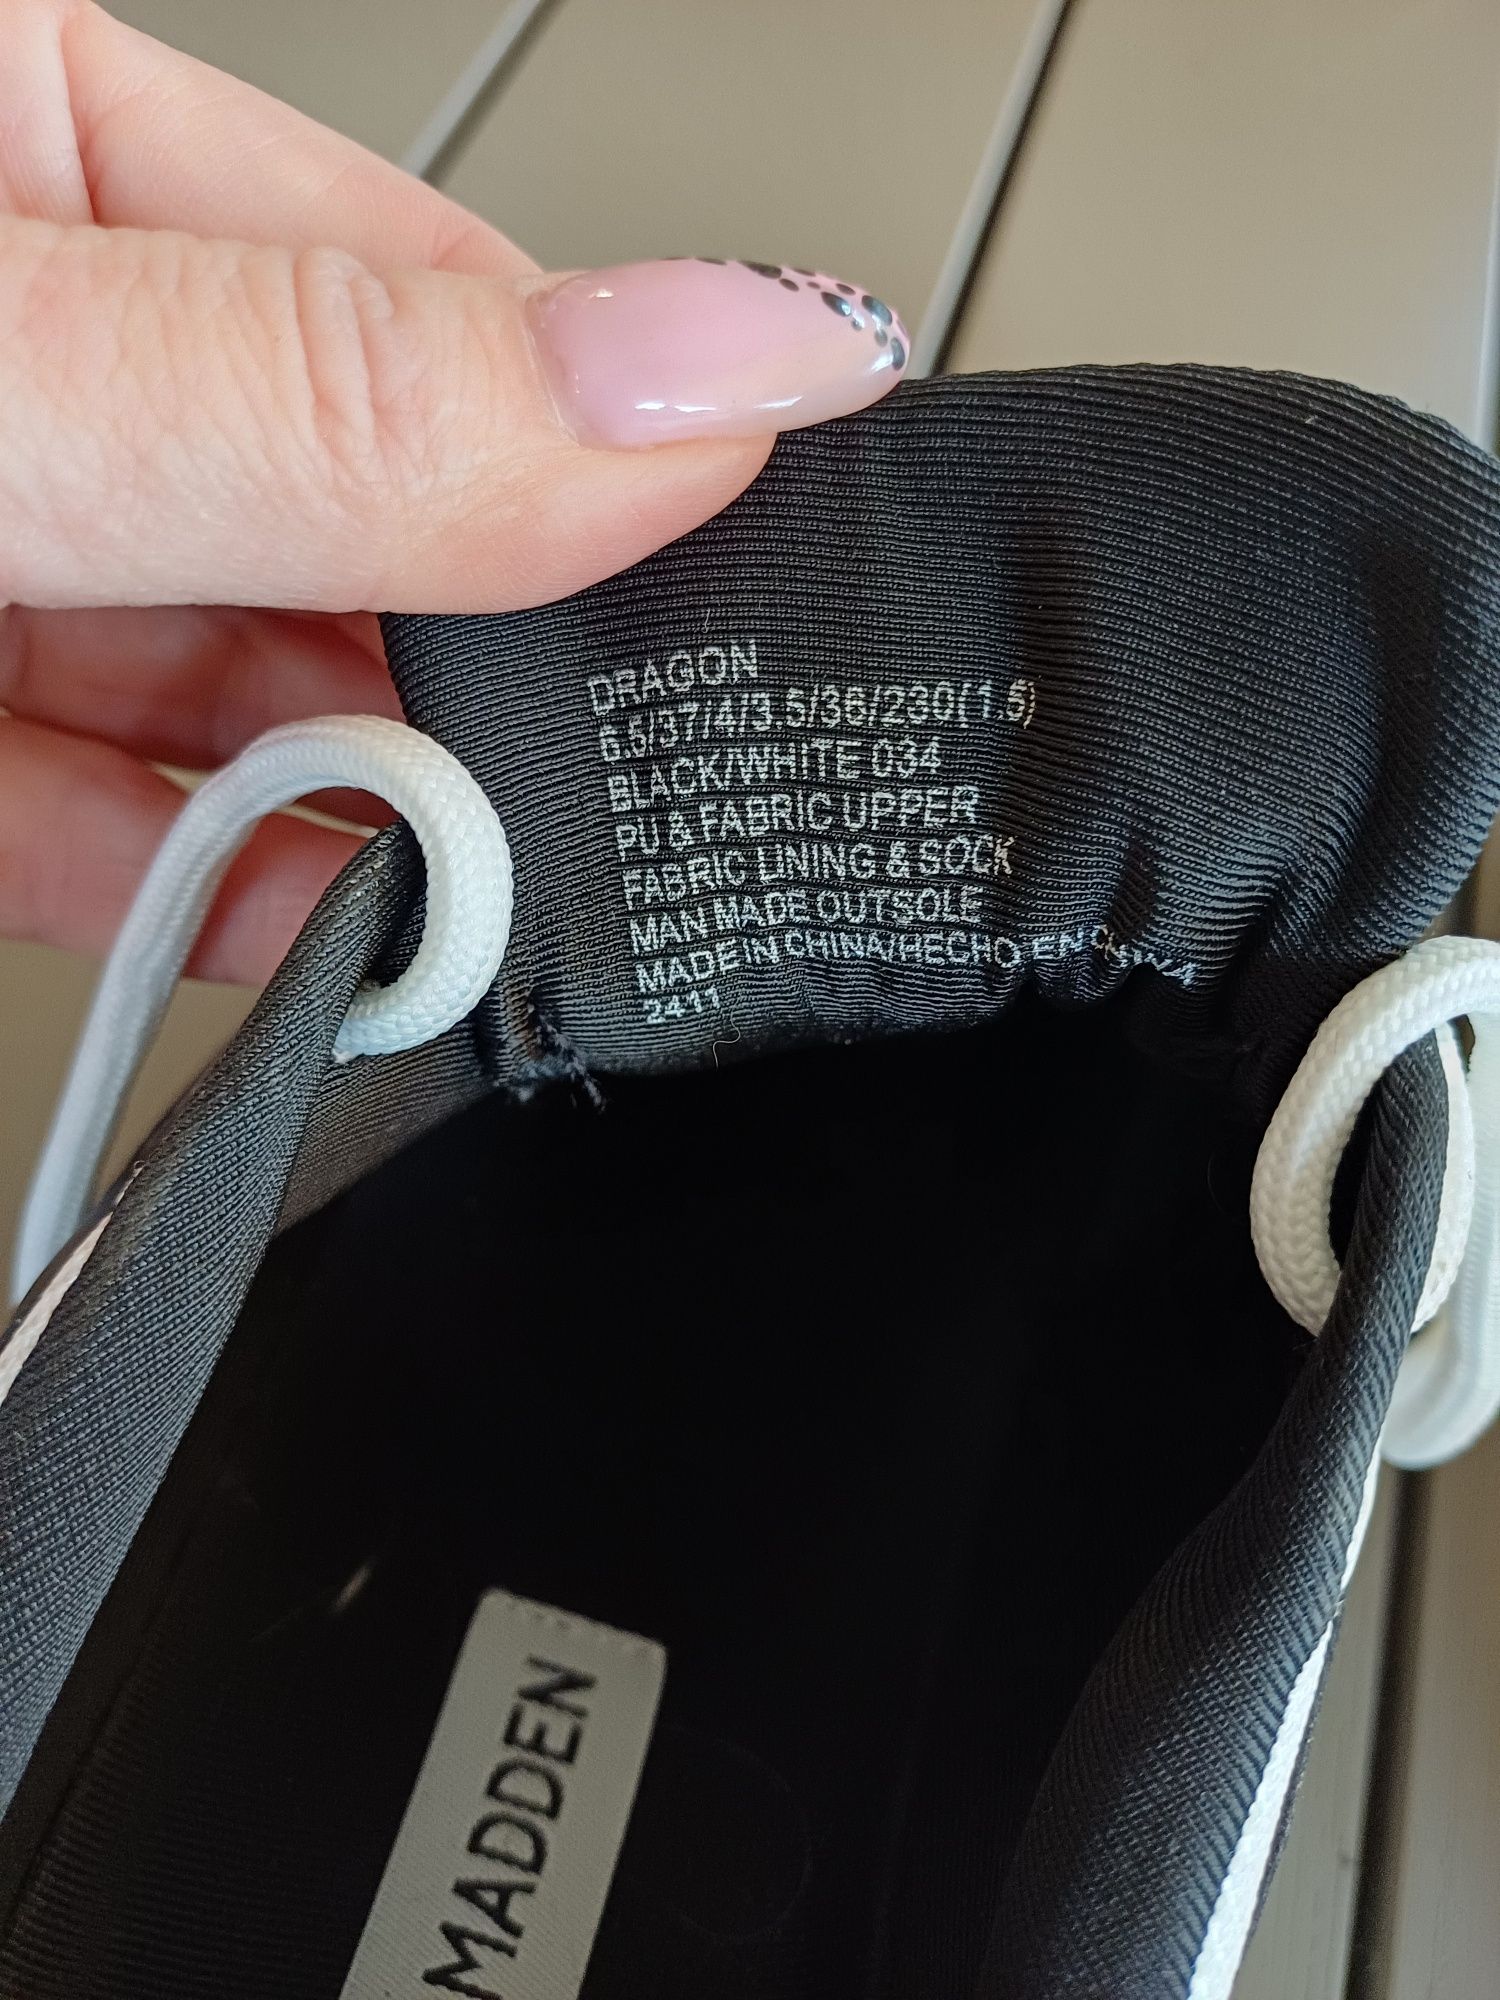 DRAGON
6.5/37/4/3.5/36/230(1.5)
BLACK/WHITE 034
PU & FABRIC UPPER
FABRIC LINING & SOCK
MAN MADE OUTSOLE
MADE IN CHINA/HECHO EN CHINA
2411
MADDEN